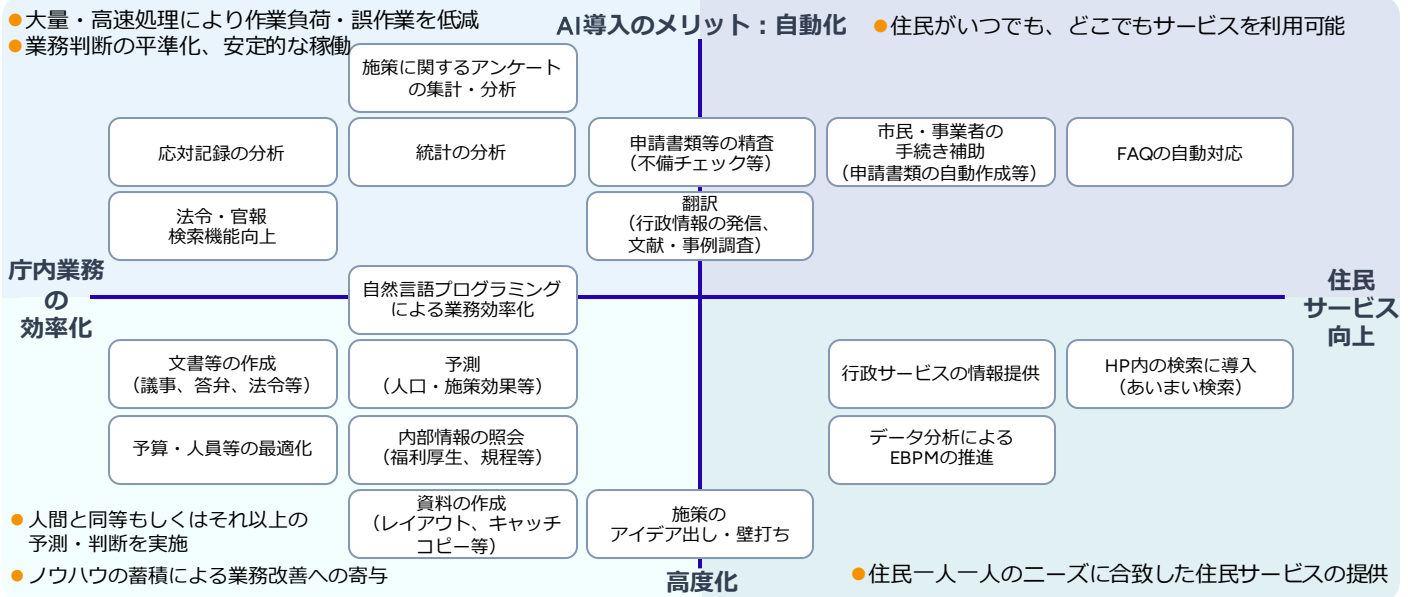 大量・高速処理により作業負荷・誤作業を低減
業務判断の平準化、安定的な稼働
AI導入のメリット：自動化
住民がいつでも、どこでもサービスを利用可能
施策に関するアンケート
の集計・分析
応対記録の分析
統計の分析
申請書類等の精査
（不備チェック等）
市民・事業者の
手続き補助
（申請書類の自動作成等）
FAQの自動対応
法令・官報
検索機能向上
翻訳
（行政情報の発信、
文献・事例調査）
庁内業務
の
効率化
自然言語プログラミング
による業務効率化
住民
サービス
向上
文書等の作成
（議事、答弁、法令等）
予測
（人口・施策効果等）
行政サービスの情報提供
HP内の検索に導入
（あいまい検索）
予算・人員等の最適化
内部情報の照会
（福利厚生、規程等）
データ分析による
EBPMの推進
資料の作成
（レイアウト、キャッチ
コピー等）
施策の
アイデア出し・壁打ち
人間と同等もしくはそれ以上の
予測・判断を実施
ノウハウの蓄積による業務改善への寄与
高度化
住民一人一人のニーズに合致した住民サービスの提供